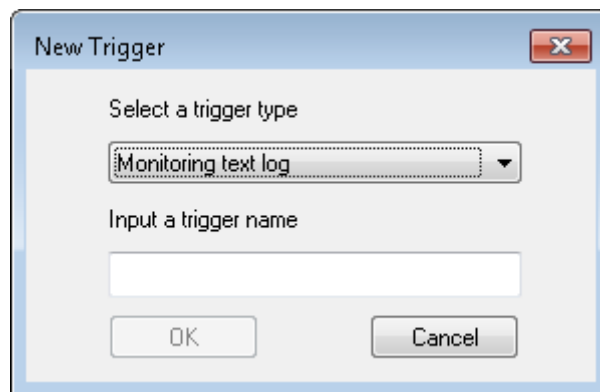 New Trigger
Select a trigger type
Monitoring text log
Input a trigger name
OK
Cancel